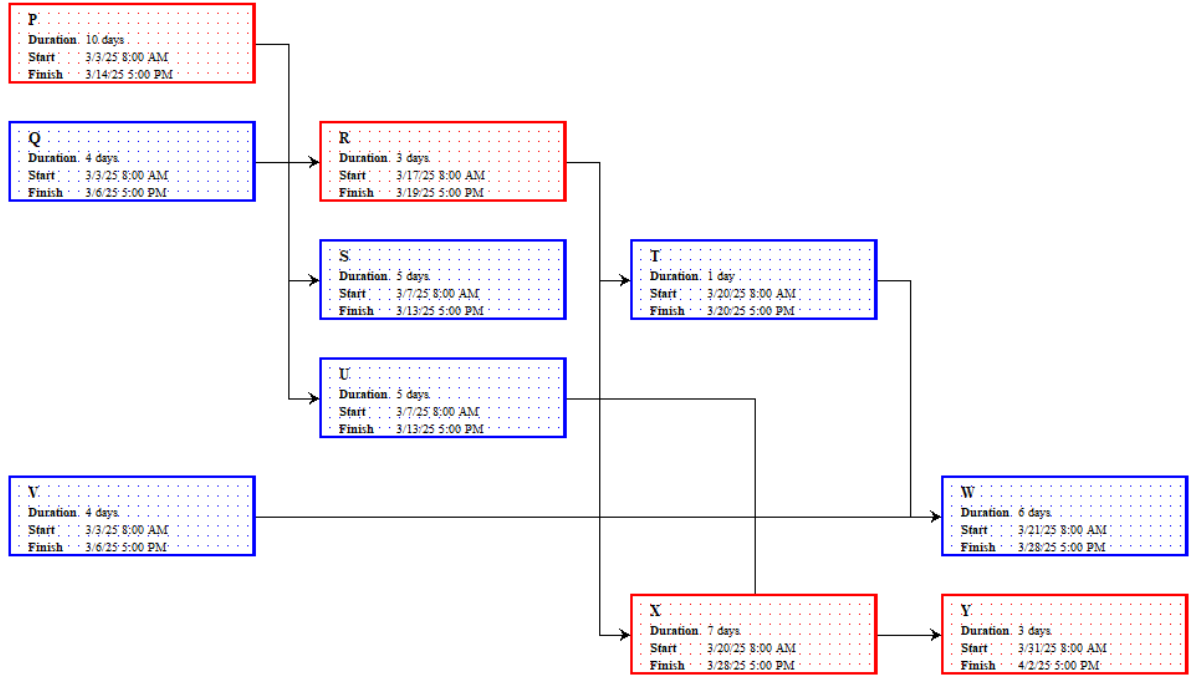 P
Duration 10 days
Start 3/3/25 8:00 AM
Finish 3/14/25 5:00 PM
Q
Duration 4 days
Start 3/3/25 8:00 AM
Finish 3/6/25 5:00 PM
R
Duration 3 days
Start 3/17/25 8:00 AM
Finish 3/19/25 5:00 PM
S
Duration 5 days
Start 3/7/25 8:00 AM
Finish 3/13/25 5:00 PM
T
Duration 1 day
Start 3/20/25 8:00 AM
Finish 3/20/25 5:00 PM
U
Duration 5 days
Start 3/7/25 8:00 AM
Finish 3/13/25 5:00 PM
V
Duration 4 days
Start 3/3/25 8:00 AM
Finish 3/6/25 5:00 PM
W
Duration 6 days
Start 3/21/25 8:00 AM
Finish 3/28/25 5:00 PM
X
Duration 7 days
Start 3/20/25 8:00 AM
Finish 3/28/25 5:00 PM
Y
Duration 3 days
Start 3/31/25 8:00 AM
Finish 4/2/25 5:00 PM